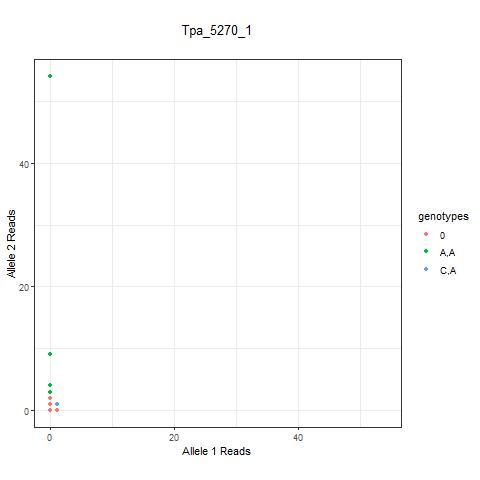 Tpa_5270_1
Allele 2 Reads
40
20
0
0
20
40
Allele 1 Reads
genotypes
0
A,A
C,A